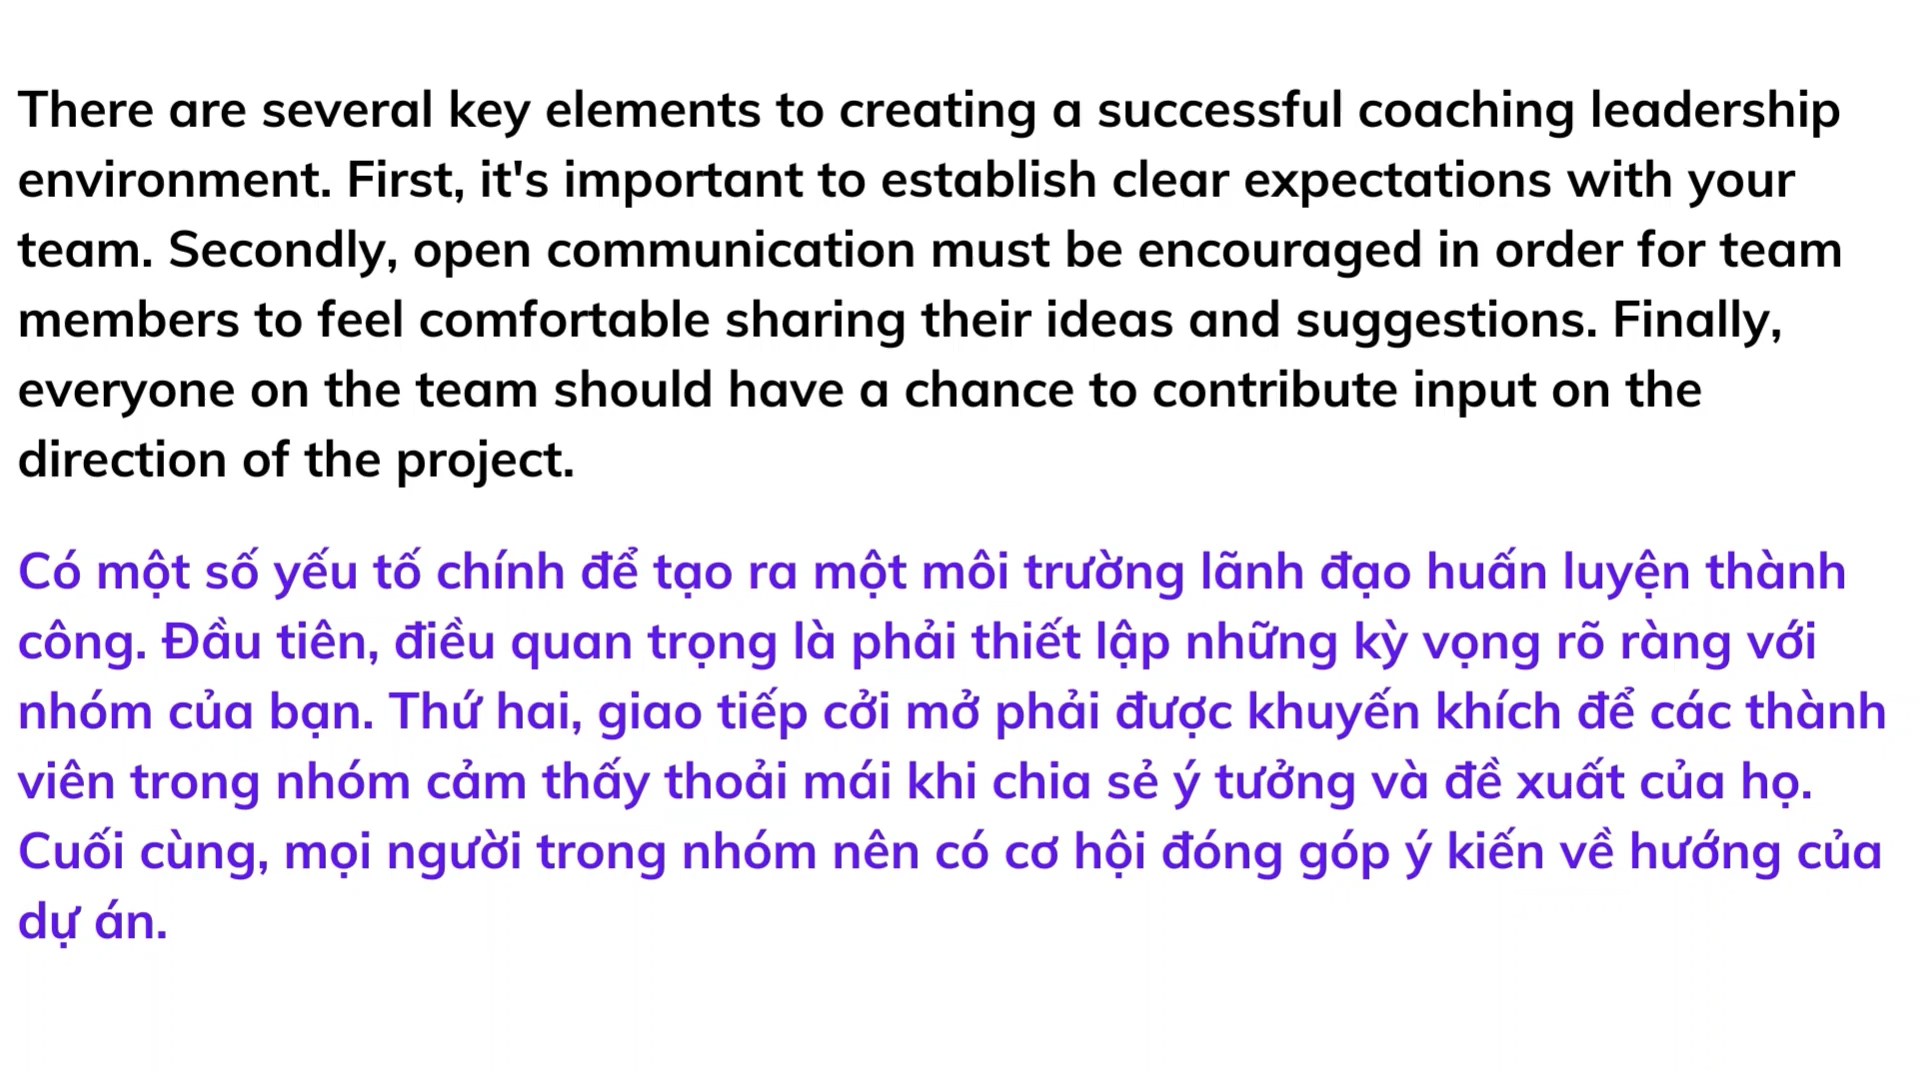 There are several key elements to creating a successful coaching leadership
environment. First, it's important to establish clear expectations with your
team. Secondly, open communication must be encouraged in order for team
members to feel comfortable sharing their ideas and suggestions. Finally,
everyone on the team should have a chance to contribute input on the
direction of the project.
Có một số yếu tố chính để tạo ra một môi trường lãnh đạo huấn luyện thành
công. Đầu tiên, điều quan trọng là phải thiết lập những kỳ vọng rõ ràng với
nhóm của bạn. Thứ hai, giao tiếp cởi mở phải được khuyến khích để các thành
viên trong nhóm cảm thấy thoải mái khi chia sẻ ý tưởng và đề xuất của họ.
Cuối cùng, mọi người trong nhóm nên có cơ hội đóng góp ý kiến về hướng của
dự án.